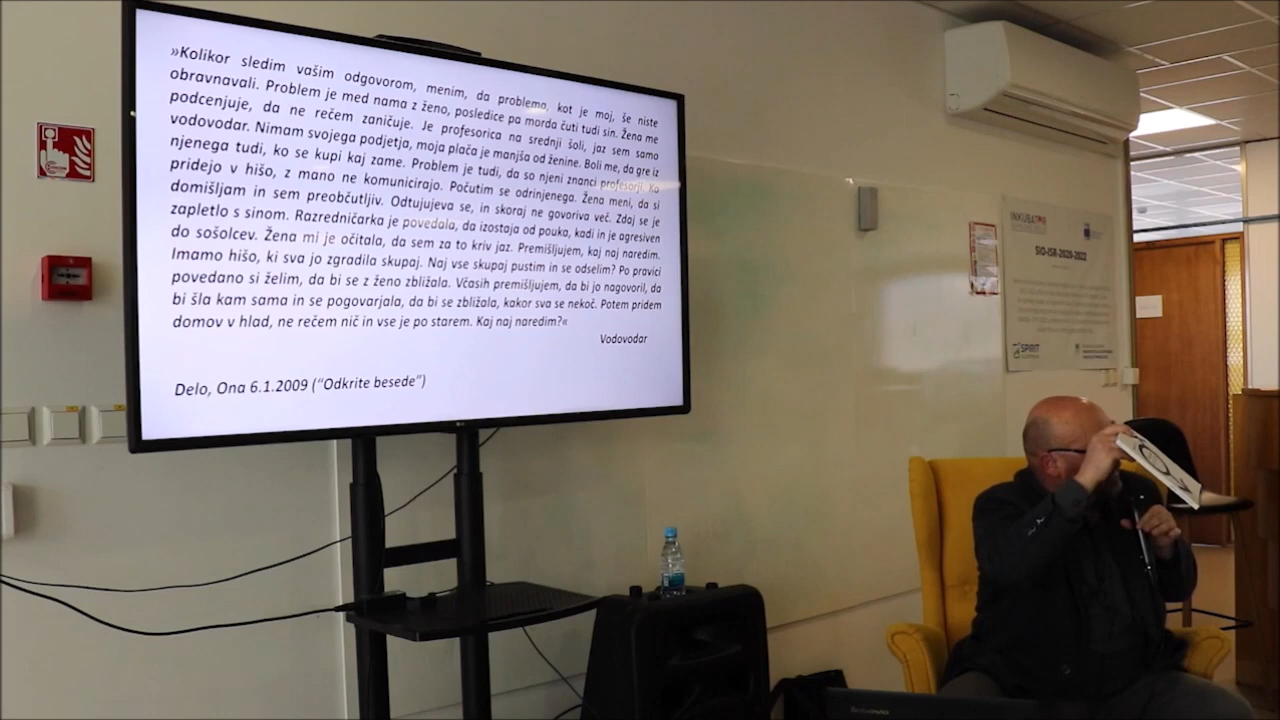 »Kolikor sledim vašim odgovorom, menim, da problema, kot je moj, še niste
obravnavali. Problem je med nama z ženo, posledice pa morda čuti tudi sin. Žena me
podcenjuje, da ne rečem zaničuje. Je profesorica na srednji šoli, jaz sem samo
vodovodar. Nimam svojega podjetja, moja plača je manjša od ženine. Boli me, da gre iz
njenega tudi, ko se kupi kaj zame. Problem je tudi, da so njeni znanci profesorji. Ko
pridejo v hišo, z mano ne komunicirajo. Počutim se odrinjenega. Žena meni, da si
domišljam in sem preobčutljiv. Odtujujeva se, in skoraj ne govoriva več. Zdaj se je
zapletlo s sinom. Razredničarka je povedala, da izostaja od pouka, kadi in je agresiven
do sošolcev. Žena mi je očitala, da sem za to kriv jaz. Premišljujem, kaj naj naredim.
Imamo hišo, ki sva jo zgradila skupaj. Naj vse skupaj pustim in se odselim? Po pravici
povedano si želim, da bi se z ženo zbližala. Včasih premišljujem, da bi jo nagovoril, da
bi šla kam sama in se pogovarjala, da bi se zbližala, kakor sva se nekoč. Potem pridem
domov v hlad, ne rečem nič in vse je po starem. Kaj naj naredim?«
Vodovodar
Delo, Ona 6.1.2009 ("Odkrite besede")
INKUBATOR
SIO-ISR-2020-2022
SPIRIT
Lenovo